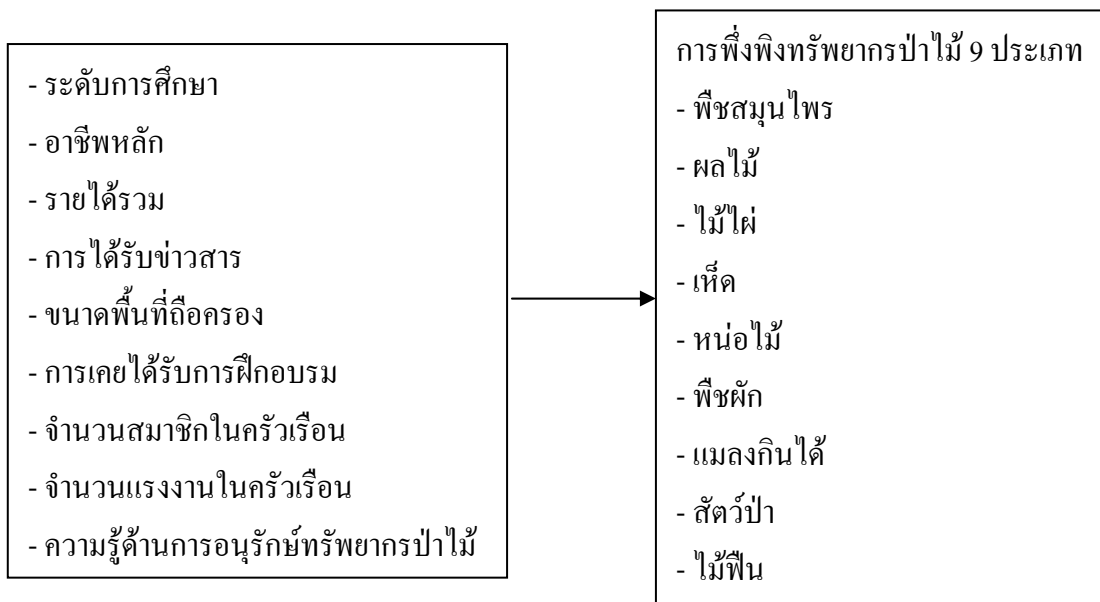 - ระดับการศึกษา
- อาชีพหลัก
- รายได้รวม
- การได้รับข่าวสาร
- ขนาดพื้นที่ถือครอง
- การเคยได้รับการฝึกอบรม
- จำนวนสมาชิกในครัวเรือน
- จำนวนแรงงานในครัวเรือน
- ความรู้ด้านการอนุรักษ์ทรัพยากรป่าไม้
การพึ่งพิงทรัพยากรป่าไม้ 9 ประเภท
- พืชสมุนไพร
- ผลไม้
- ไม้ไผ่
- เห็ด
- หน่อไม้
- พืชผัก
- แมลงกินได้
- สัตว์ป่า
- ไม้ฟืน